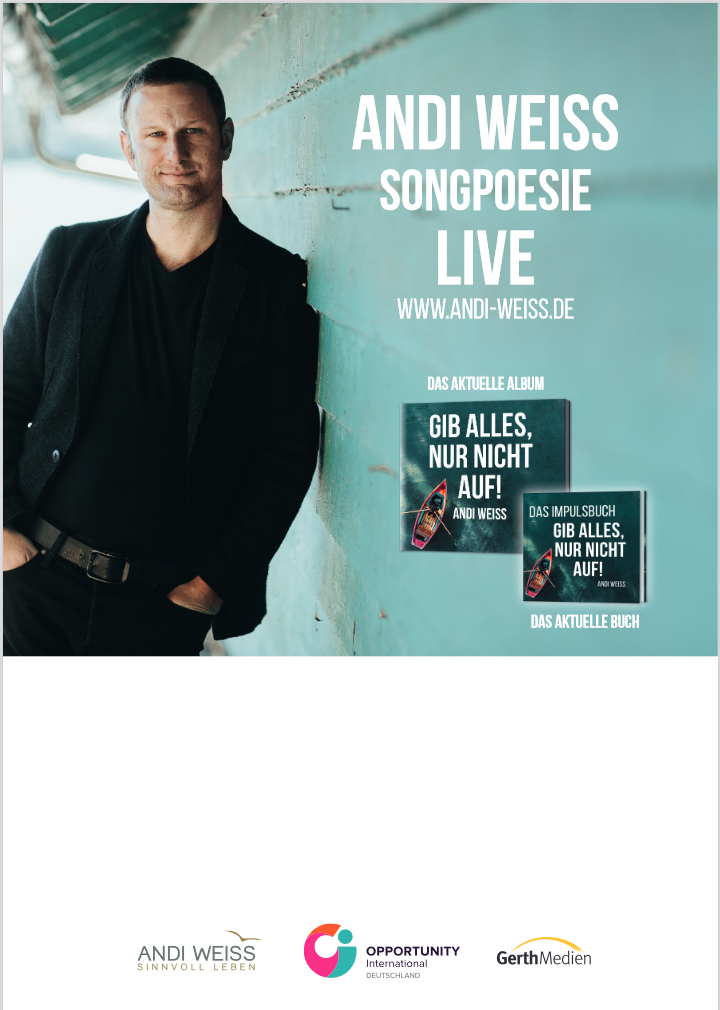 ANDI WEISS
SONGPOESIE
LIVE
WWW.ANDI-WEISS.DE
DAS AKTUELLE ALBUM
GIB ALLES,
NUR NICHT
AUF!
ANDI WEISS
DAS IMPULSBUCH
GIB ALLES,
NUR NICHT
AUF!
ANDI WEISS
DAS AKTUELLE BUCH
ANDI WEISS
SINNVOLL LEBEN
OPPORTUNITY
International
DEUTSCHLAND
GerthMedien